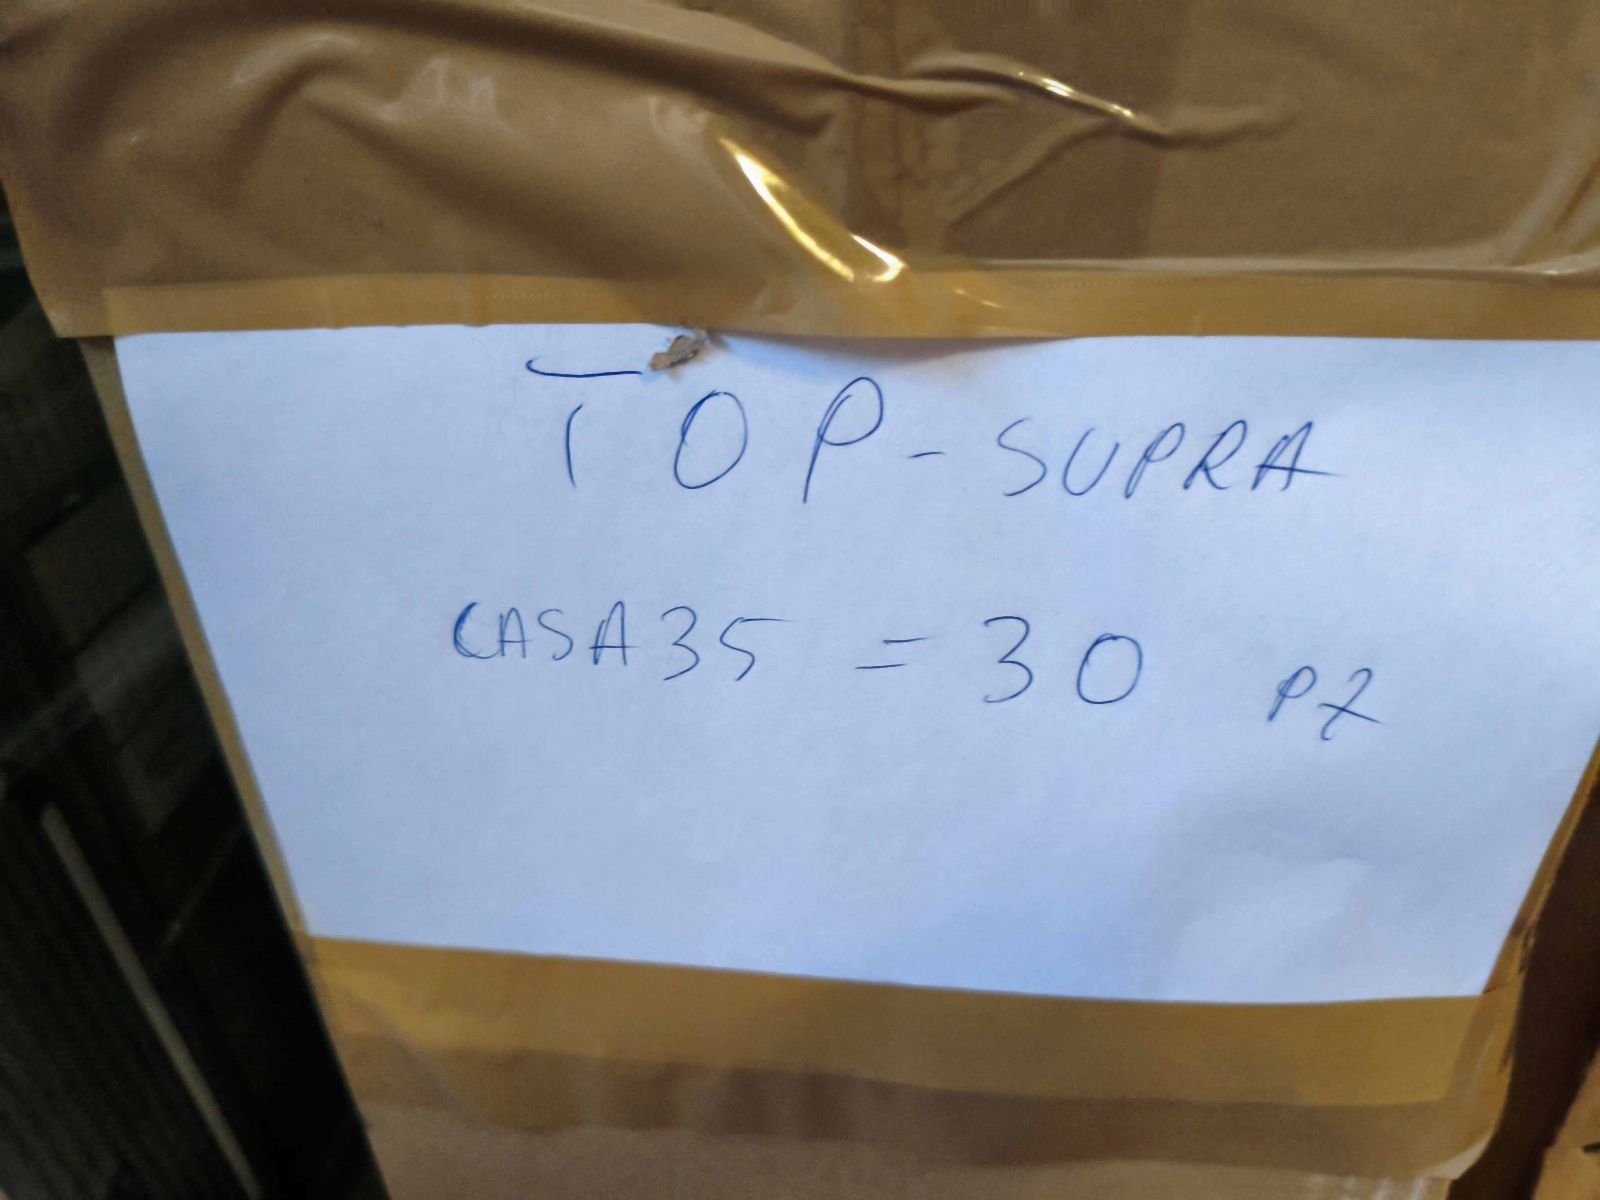 TOP - SUPRA
CASA35 = 30 PZ